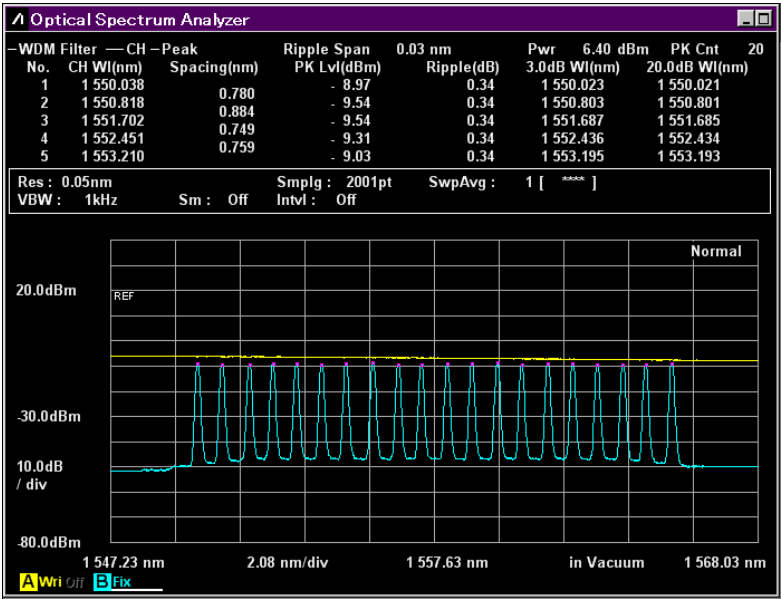 Λ Optical Spectrum Analyzer
WDM Filter — CH – Peak Ripple Span 0.03 nm Pwr 6.40 dBm PK Cnt 20
No. CH Wl(nm) Spacing(nm) PK Lvl(dBm) Ripple(dB) 3.0dB Wl(nm) 20.0dB Wl(nm)
1 1 550.038 - 8.97 0.34 1 550.023 1 550.021
0.780
2 1 550.818 - 9.54 0.34 1 550.803 1 550.801
0.884
3 1 551.702 - 9.54 0.34 1 551.687 1 551.685
0.749
4 1 552.451 - 9.31 0.34 1 552.436 1 552.434
0.759
5 1 553.210 - 9.03 0.34 1 553.195 1 553.193
Res : 0.05nm Smplg : 2001pt SwpAvg : 1 [ **** ]
VBW : 1kHz Sm : Off Intvl : Off
Normal
20.0dBm
REF
-30.0dBm
10.0dB
/ div
-80.0dBm
1 547.23 nm 2.08 nm/div 1 557.63 nm in Vacuum 1 568.03 nm
A Wri Off B Fix